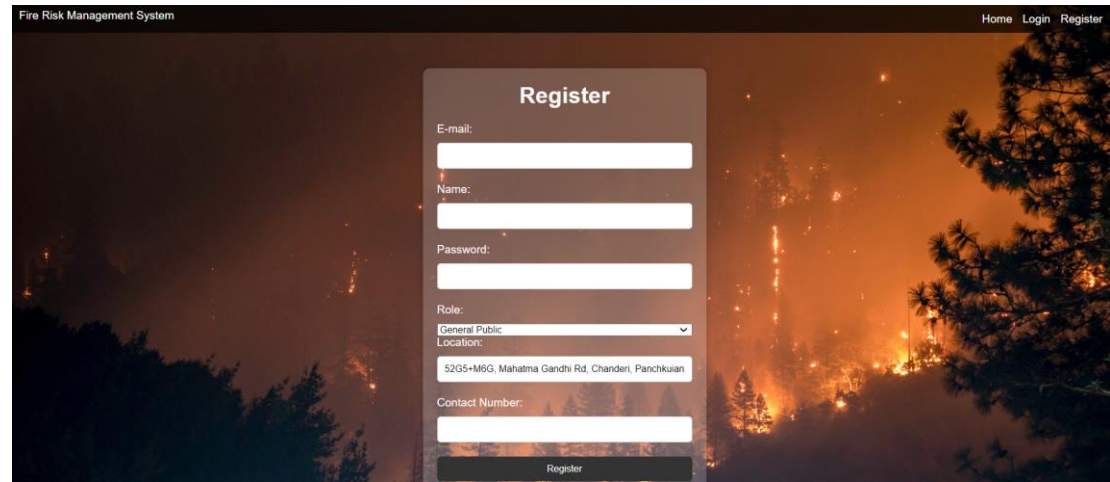 Fire Risk Management System
Home Login Register
Register
E-mail:
Name:
Password:
Role:
General Public
Location:
52G5+M6G, Mahatma Gandhi Rd, Chanderi, Panchkuian
Contact Number:
Register